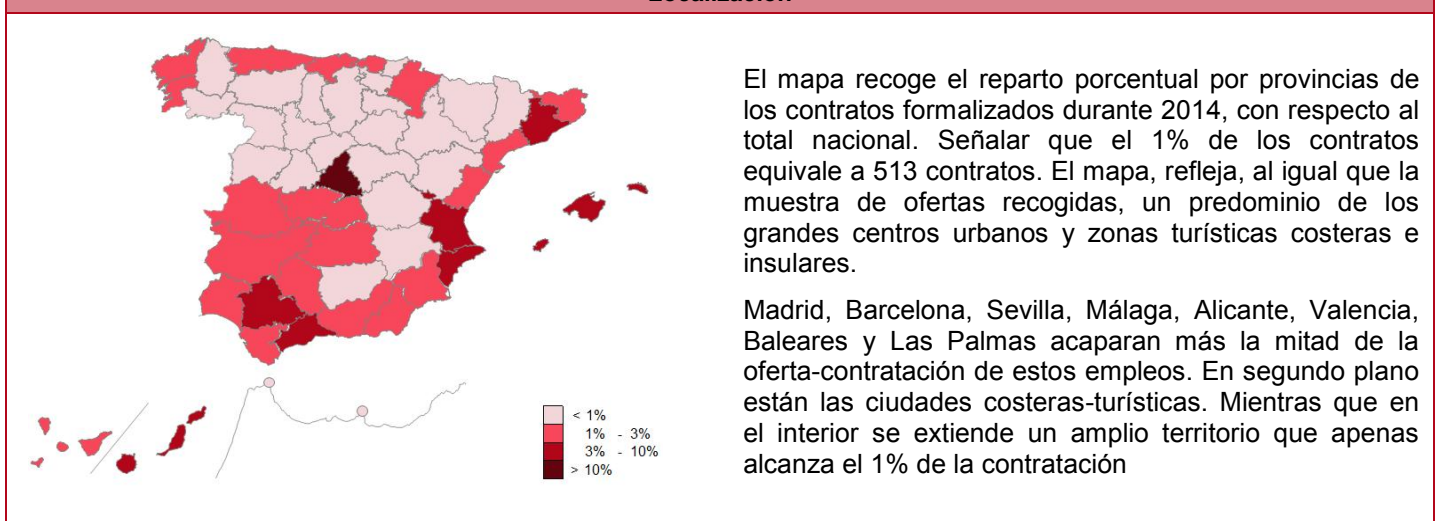 Localización
El mapa recoge el reparto porcentual por provincias de
los contratos formalizados durante 2014, con respecto al
total nacional. Señalar que el 1% de los contratos
equivale a 513 contratos. El mapa, refleja, al igual que la
muestra de ofertas recogidas, un predominio de los
grandes centros urbanos y zonas turísticas costeras e
insulares.
Madrid, Barcelona, Sevilla, Málaga, Alicante, Valencia,
Baleares y Las Palmas acaparan más la mitad de la
oferta-contratación de estos empleos. En segundo plano
están las ciudades costeras-turísticas. Mientras que en
el interior se extiende un amplio territorio que apenas
alcanza el 1% de la contratación
< 1%
1% - 3%
3% - 10%
> 10%